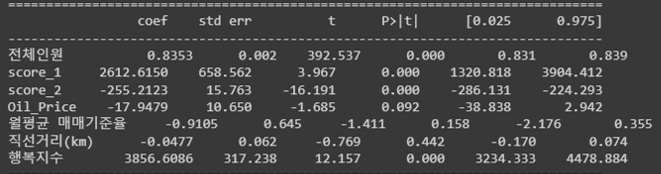 coef std err t P>|t| [0.025 0.975]
전체인원 0.8353 0.002 392.537 0.000 0.831 0.839
score_1 2612.6150 658.562 3.967 0.000 1320.818 3904.412
score_2 -255.2123 15.763 -16.191 0.000 -286.131 -224.293
Oil_Price -17.9479 10.650 -1.685 0.092 -38.838 2.942
월평균 매매기준율 -0.9105 0.645 -1.411 0.158 -2.176 0.355
직선거리(km) -0.0477 0.062 -0.769 0.442 -0.170 0.074
행복지수 3856.6086 317.238 12.157 0.000 3234.333 4478.884